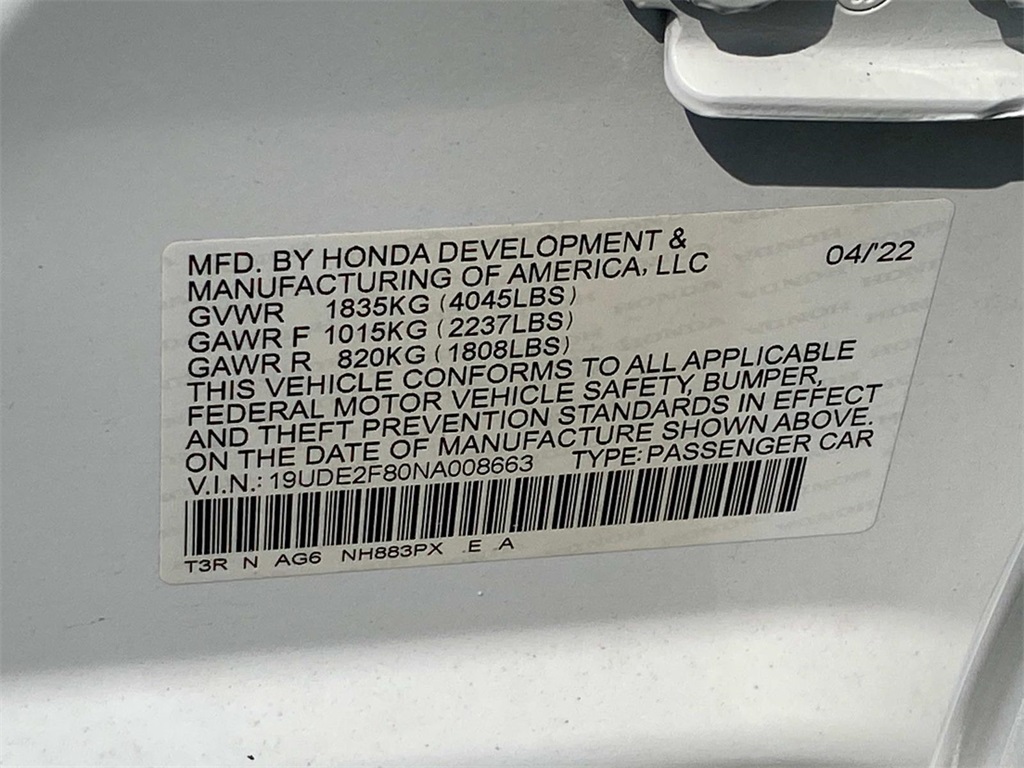 MFD. BY HONDA DEVELOPMENT &
MANUFACTURING OF AMERICA, LLC 04/'22
GVWR 1835KG (4045LBS)
GAWR F 1015KG (2237LBS)
GAWR R 820KG (1808LBS)
THIS VEHICLE CONFORMS TO ALL APPLICABLE
FEDERAL MOTOR VEHICLE SAFETY, BUMPER,
AND THEFT PREVENTION STANDARDS IN EFFECT
ON THE DATE OF MANUFACTURE SHOWN ABOVE.
V.I.N.: 19UDE2F80NA008663 TYPE: PASSENGER CAR
T3R N AG6 NH883PX E A